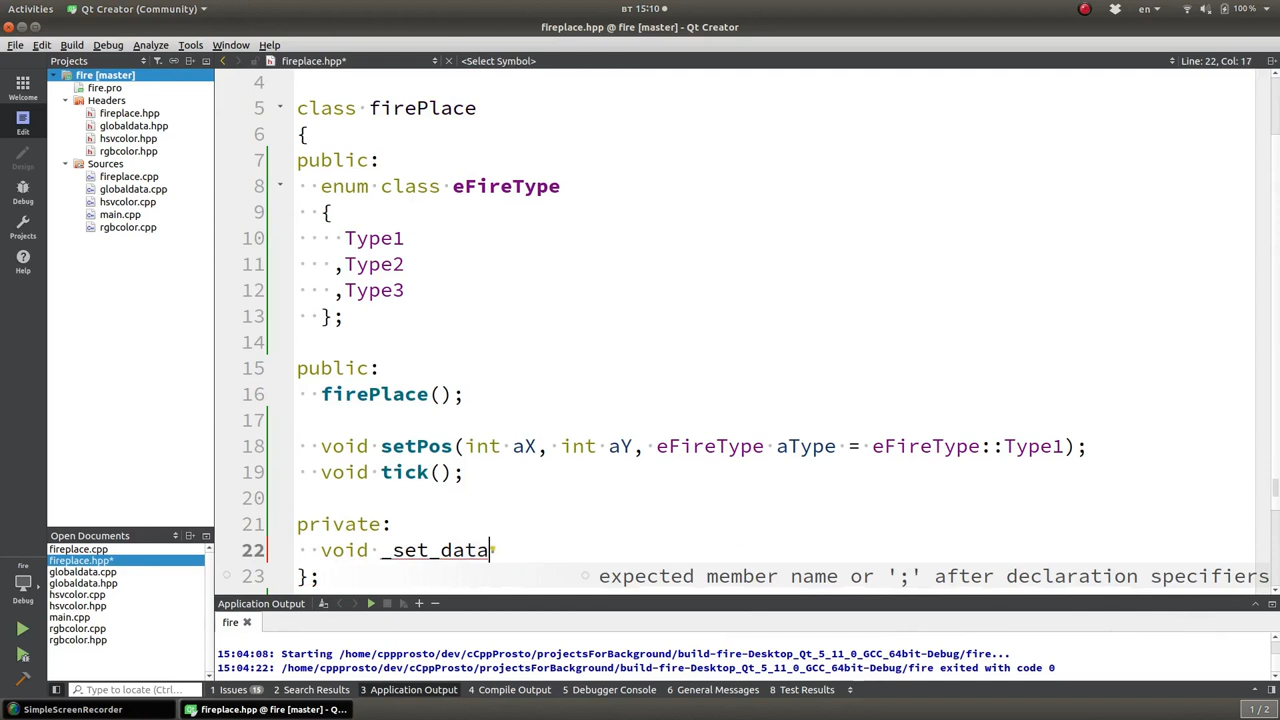 Activities Qt Creator (Community) ВТ 15:10 en 100 %
fireplace.hpp @ fire [master] - Qt Creator
File Edit Build Debug Analyze Tools Window Help
Projects fireplace.hpp* <Select Symbol> Line: 22, Col: 17
fire [master]
fire.pro
Headers
fireplace.hpp
globaldata.hpp
hsvcolor.hpp
rgbcolor.hpp
Sources
fireplace.cpp
globaldata.cpp
hsvcolor.cpp
main.cpp
rgbcolor.cpp
Welcome
Edit
Design
Debug
Projects
Help
4
5 class firePlace
6 {
7 public:
8 enum class eFireType
9 {
10 Type1
11 ,Type2
12 ,Type3
13 };
14
15 public:
16 firePlace();
17
18 void setPos(int aX, int aY, eFireType aType = eFireType::Type1);
19 void tick();
20
21 private:
22 void _set_data
23 }; expected member name or ';' after declaration specifiers
Open Documents
fireplace.cpp
fireplace.hpp*
globaldata.cpp
globaldata.hpp
hsvcolor.cpp
hsvcolor.hpp
main.cpp
rgbcolor.cpp
rgbcolor.hpp
fire
Debug
Application Output
fire
15:04:08: Starting /home/cppprosto/dev/cCppProsto/projectsForBackground/build-fire-Desktop_Qt_5_11_0_GCC_64bit-Debug/fire...
15:04:22: /home/cppprosto/dev/cCppProsto/projectsForBackground/build-fire-Desktop_Qt_5_11_0_GCC_64bit-Debug/fire exited with code 0
Type to locate (Ctrl... 1 Issues 15 2 Search Results 3 Application Output 4 Compile Output 5 Debugger Console 6 General Messages 8 Test Results
SimpleScreenRecorder fireplace.hpp @ fire [master] - Q... 1 / 2